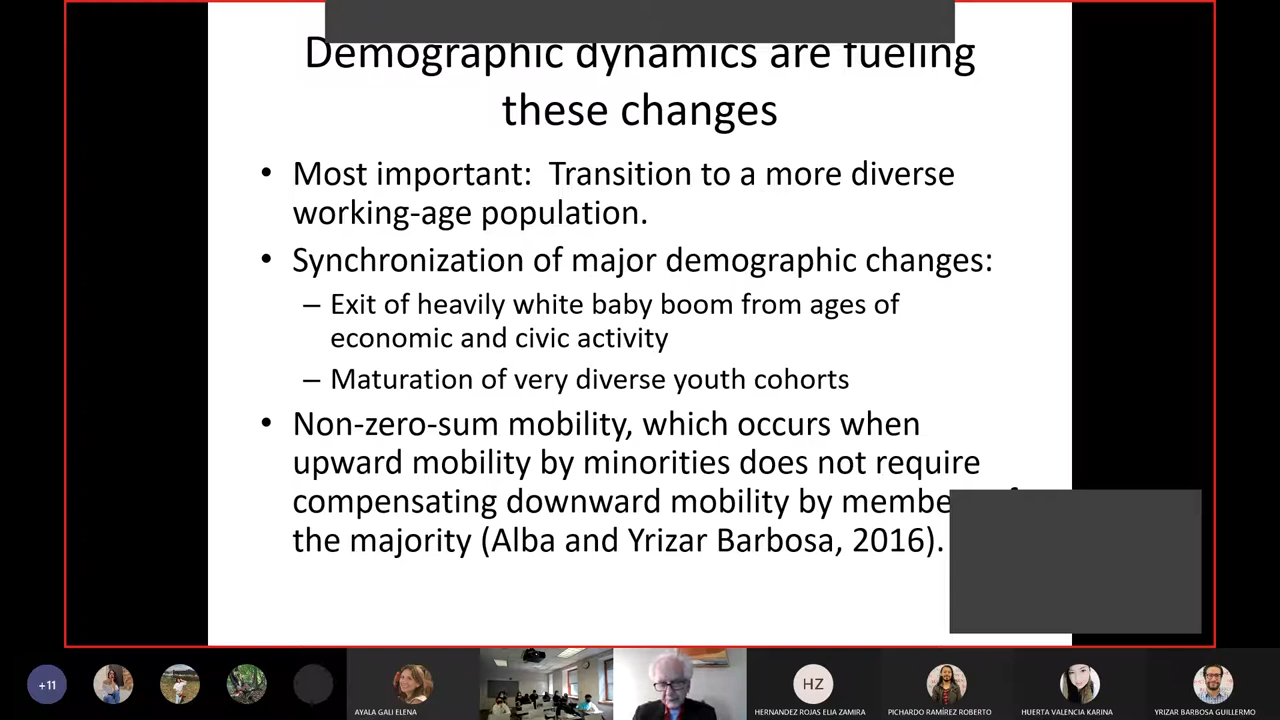 Demographic dynamics are fueling
these changes
• Most important:  Transition to a more diverse
working-age population.
• Synchronization of major demographic changes:
– Exit of heavily white baby boom from ages of
economic and civic activity
– Maturation of very diverse youth cohorts
• Non-zero-sum mobility, which occurs when
upward mobility by minorities does not require
compensating downward mobility by
the majority (Alba and Yrizar Barbosa, 2016).
+11
AYALA GALI ELENA
HZ
HERNANDEZ ROJAS ELIA ZAMIRA
PICHARDO RAMÍREZ ROBERTO
HUERTA VALENCIA KARINA
YRIZAR BARBOSA GUILLERMO